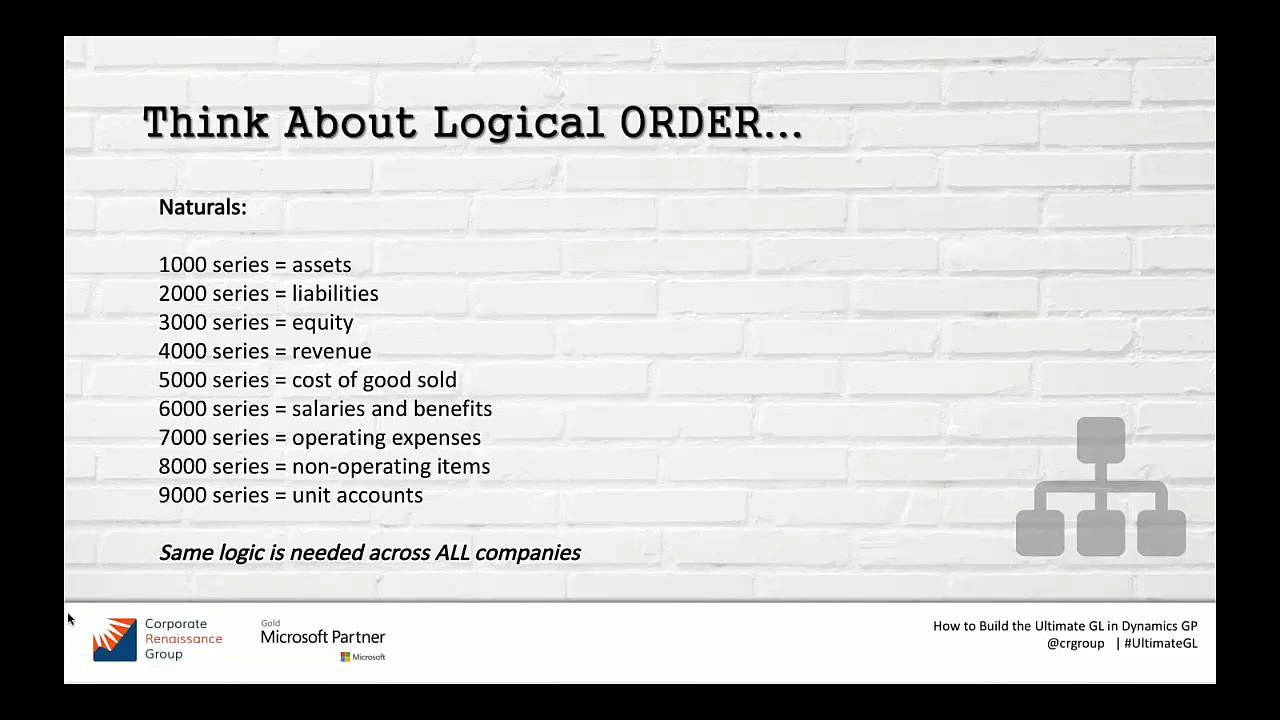 Think About Logical ORDER...
Naturals:
1000 series = assets
2000 series = liabilities
3000 series = equity
4000 series = revenue
5000 series = cost of good sold
6000 series = salaries and benefits
7000 series = operating expenses
8000 series = non-operating items
9000 series = unit accounts
Same logic is needed across ALL companies
Corporate
Renaissance
Group
Gold
Microsoft Partner
Microsoft
How to Build the Ultimate GL in Dynamics GP
@crgroup | #UltimateGL